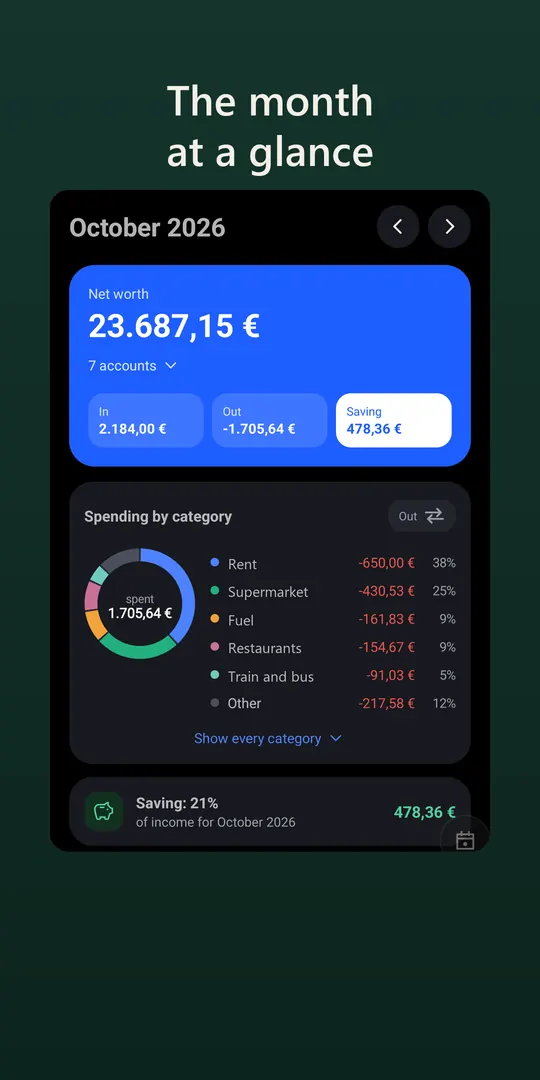 The month
at a glance
October 2026
Net worth
23.687,15 €
7 accounts
In Out Saving
2.184,00 € -1.705,64 € 478,36 €
Spending by category Out
spent
1.705,64 €
Rent -650,00 € 38%
Supermarket -430,53 € 25%
Fuel -161,83 € 9%
Restaurants -154,67 € 9%
Train and bus -91,03 € 5%
Other -217,58 € 12%
Show every category
Saving: 21%
of income for October 2026
478,36 €